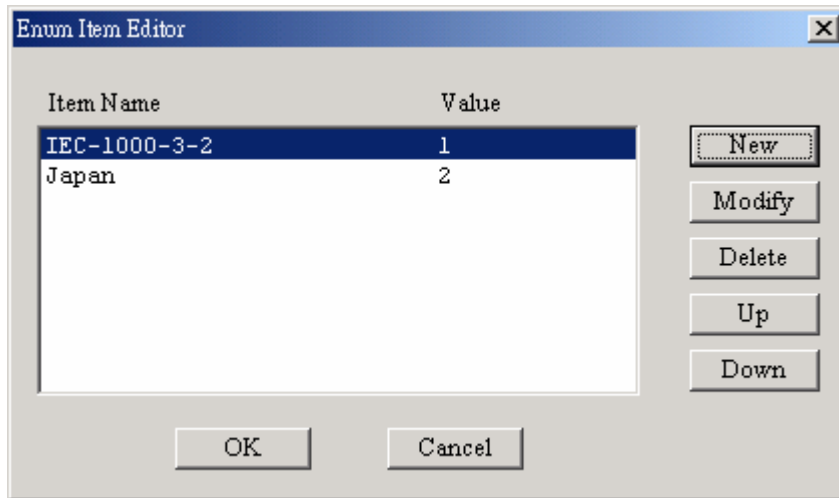 Enum Item Editor
Item Name Value
IEC-1000-3-2 1
Japan 2
New
Modify
Delete
Up
Down
OK Cancel